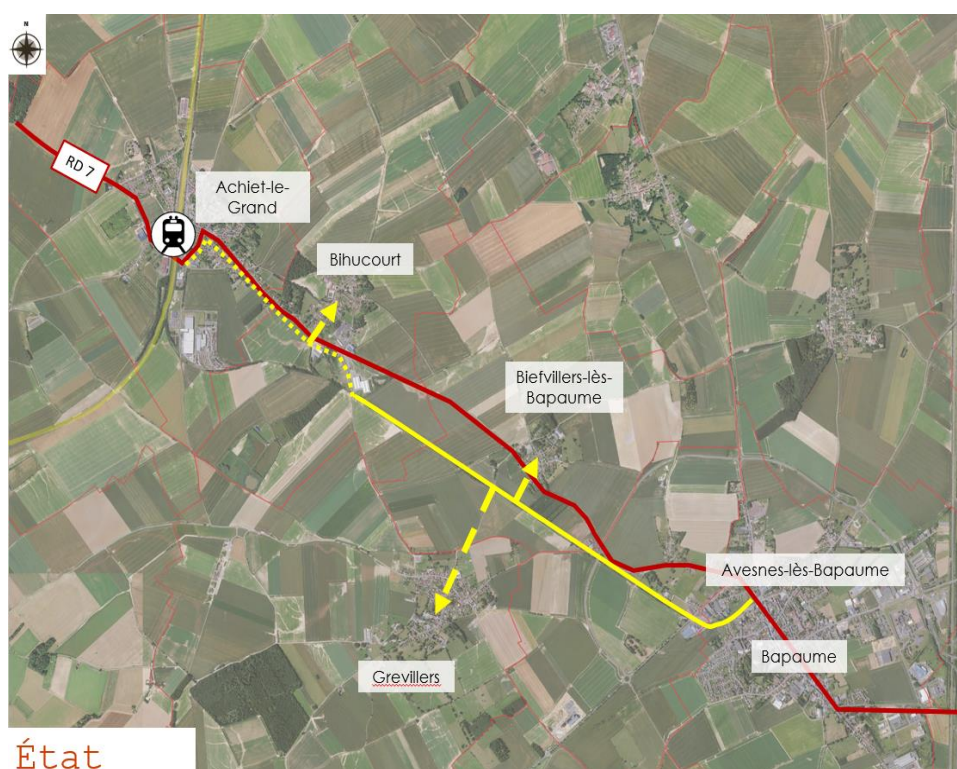 N
RD 7
Achiet-le-
Grand
Bihucourt
Biefvillers-lès-
Bapaume
Avesnes-lès-Bapaume
Bapaume
Grevillers
État